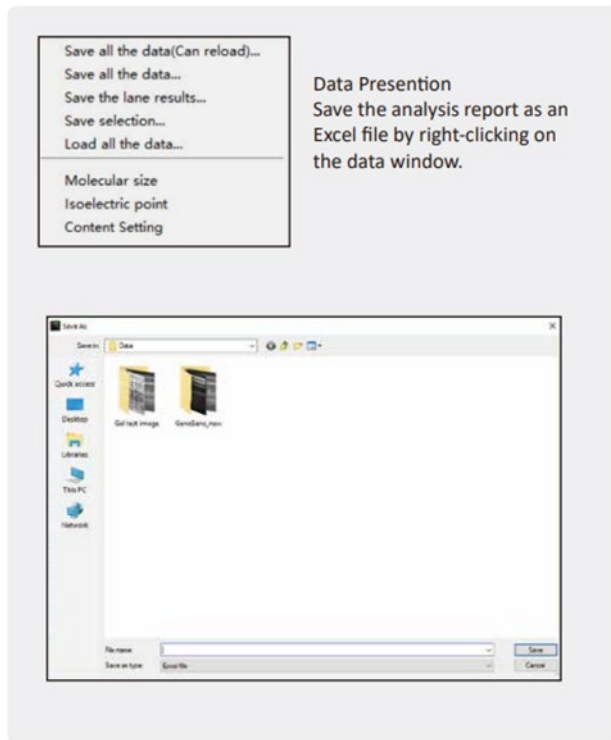 Save all the data(Can reload)...
Save all the data...
Save the lane results...
Save selection...
Load all the data...
Molecular size
Isoelectric point
Content Setting
Data Presention
Save the analysis report as an
Excel file by right-clicking on
the data window.
Save As
Save in:
Data
Quick access
Desktop
Libraries
This PC
Network
Gel test image
File name:
Save
Save as type:
Excel file
Cancel